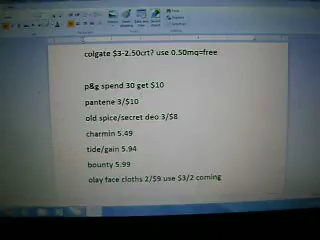 colgate $3-2.50crt? use 0.50mq=free
p&g spend 30 get $10
pantene 3/$10
old spice/secret deo 3/$8
charmin 5.49
tide/gain 5.94
bounty 5.99
olay face cloths 2/$9 use $3/2 coming